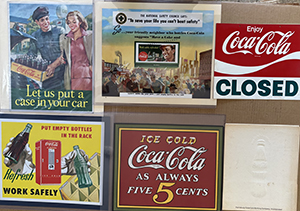 Let us put a
case in your car
THE NATIONAL SAFETY COUNCIL SAYS:
"In save your life you can't beat safety"
Enjoy
Coca-Cola
CLOSED
PUT EMPTY BOTTLES
IN THE RACK
Refresh
WORK SAFELY
ICE COLD
Coca-Cola
AS ALWAYS
FIVE 5 CENTS